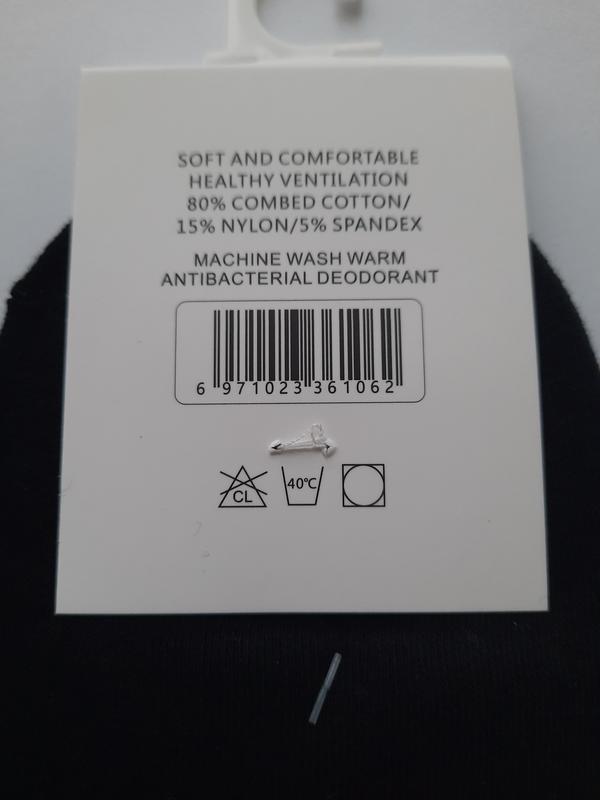 SOFT AND COMFORTABLE
HEALTHY VENTILATION
80% COMBED COTTON/
15% NYLON/5% SPANDEX
MACHINE WASH WARM
ANTIBACTERIAL DEODORANT
6 971023 361062
CL 40℃